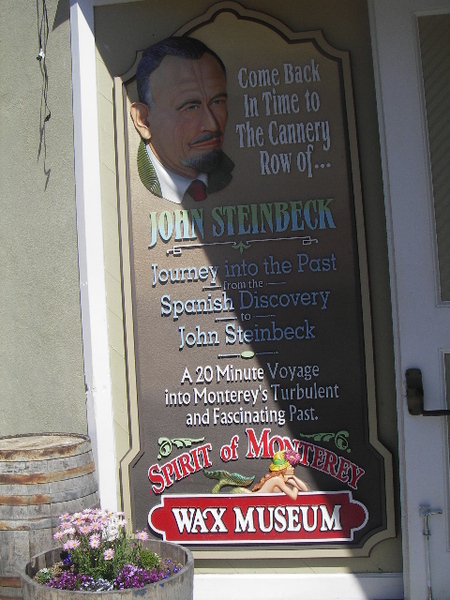 Come Back
In Time to
The Cannery
Row of...
JOHN STEINBECK
Journey into the Past
from the
Spanish Discovery
to
John Steinbeck
A 20 Minute Voyage
into Monterey's Turbulent
and Fascinating Past.
SPIRIT OF MONTEREY
WAX MUSEUM